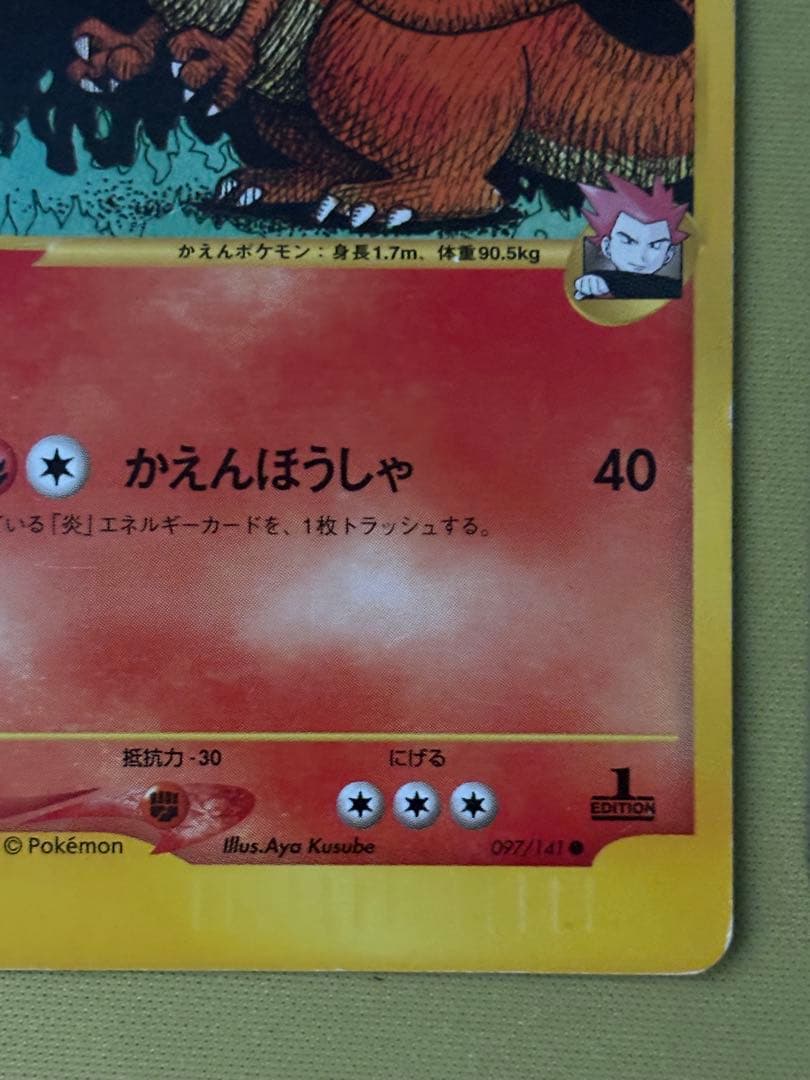 かえんポケモン：身長1.7m、体重90.5kg
かえんほうしゃ 40
いる「炎」エネルギーカードを、1枚トラッシュする。
抵抗力 -30 にげる
1
EDITION
© Pokémon Illus.Aya Kusube 097/141 ●